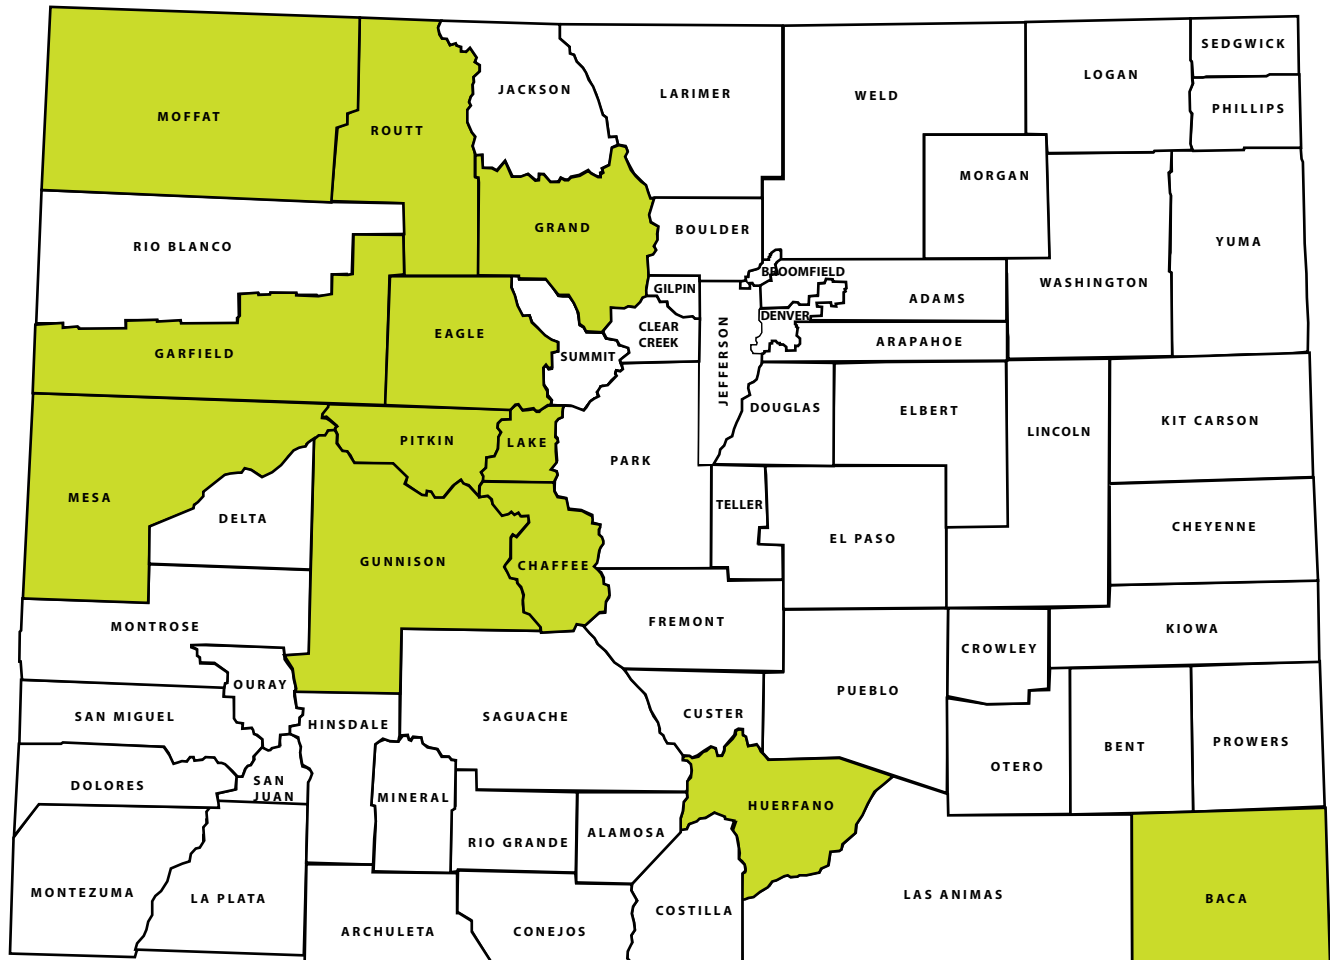 SEDGWICK
LOGAN
JACKSON
LARIMER
WELD
PHILLIPS
MOFFAT
ROUTT
MORGAN
GRAND
BOULDER
YUMA
RIO BLANCO
BROOMFIELD
WASHINGTON
GILPIN
ADAMS
DENVER
CLEAR
CREEK
EAGLE
ARAPAHOE
GARFIELD
SUMMIT
JEFFERSON
DOUGLAS
ELBERT
KIT CARSON
LINCOLN
PITKIN
LAKE
PARK
MESA
TELLER
DELTA
CHEYENNE
EL PASO
GUNNISON
CHAFFEE
FREMONT
MONTROSE
KIOWA
CROWLEY
OURAY
PUEBLO
SAN MIGUEL
HINSDALE
SAGUACHE
CUSTER
BENT
PROWERS
OTERO
DOLORES
SAN
JUAN
MINERAL
HUERFANO
ALAMOSA
RIO GRANDE
MONTEZUMA
LA PLATA
LAS ANIMAS
BACA
COSTILLA
ARCHULETA
CONEJOS